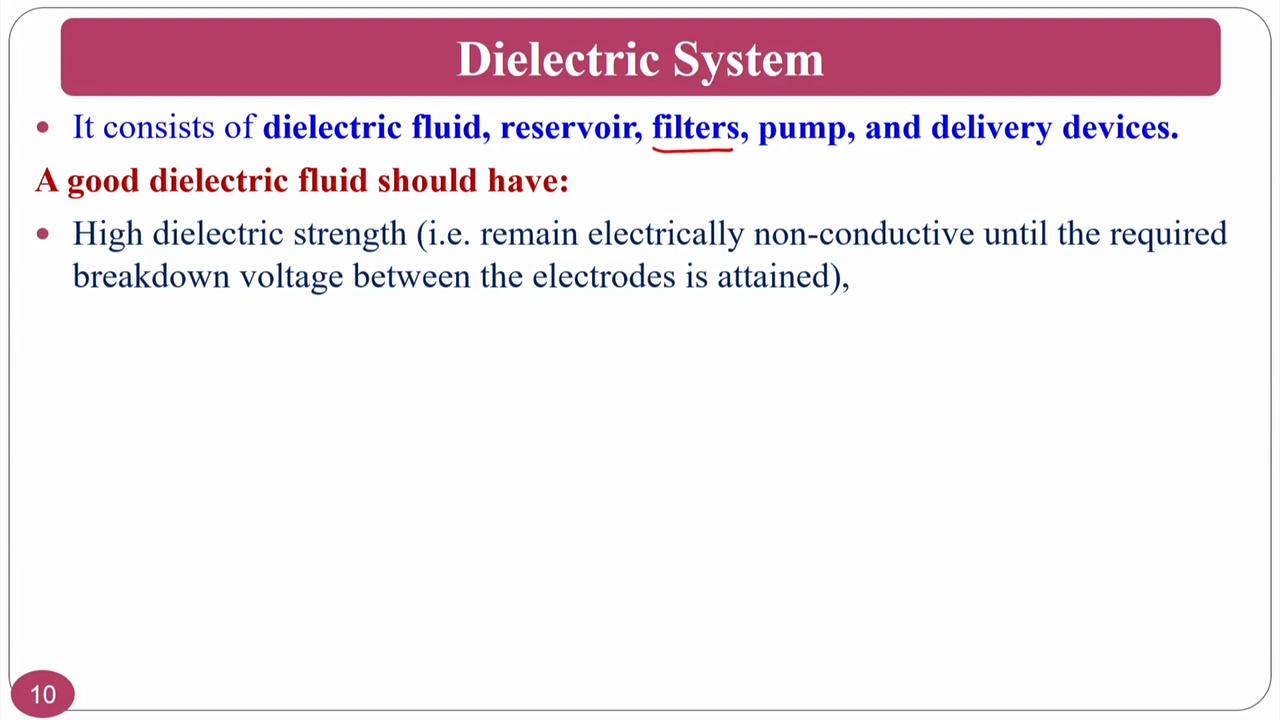 Dielectric System
• It consists of dielectric fluid, reservoir, filters, pump, and delivery devices.
A good dielectric fluid should have:
• High dielectric strength (i.e. remain electrically non-conductive until the required
breakdown voltage between the electrodes is attained),
10